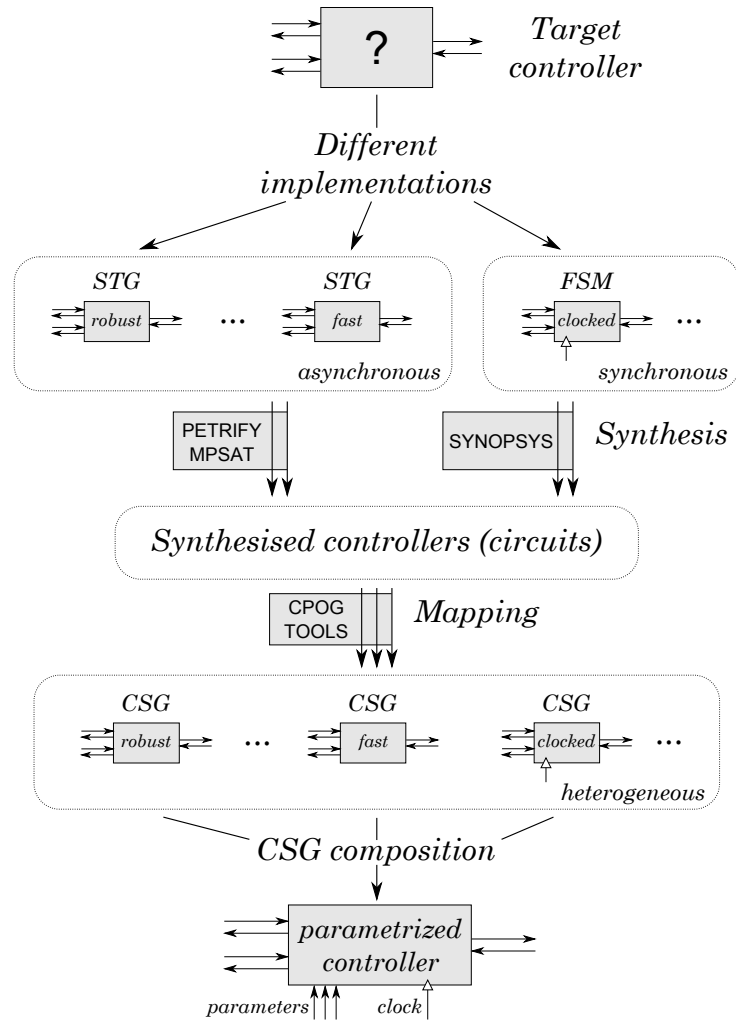 ?
Target
controller
Different
implementations
STG
STG
FSM
robust
...
fast
clocked
...
asynchronous
synchronous
PETRIFY
MPSAT
SYNOPSYS
Synthesis
Synthesised controllers (circuits)
CPOG
TOOLS
Mapping
CSG
CSG
CSG
robust
...
fast
clocked
...
heterogeneous
CSG composition
parametrized
controller
parameters
clock